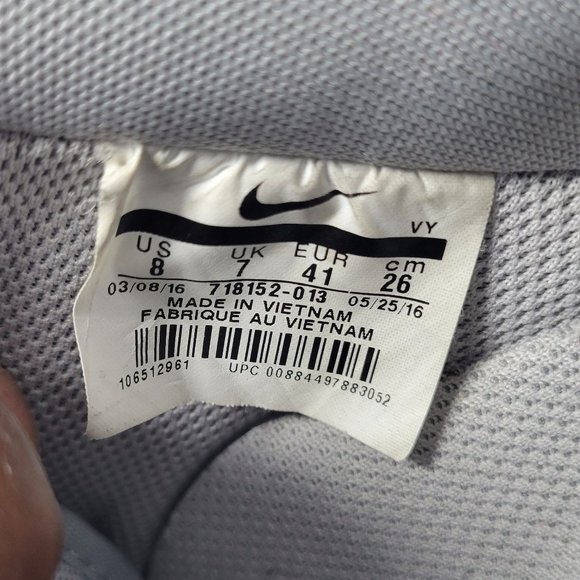 VY
US UK EUR cm
8 7 41 26
03/08/16 718152-013 05/25/16
MADE IN VIETNAM
FABRIQUE AU VIETNAM
106512961 UPC 00884497883052